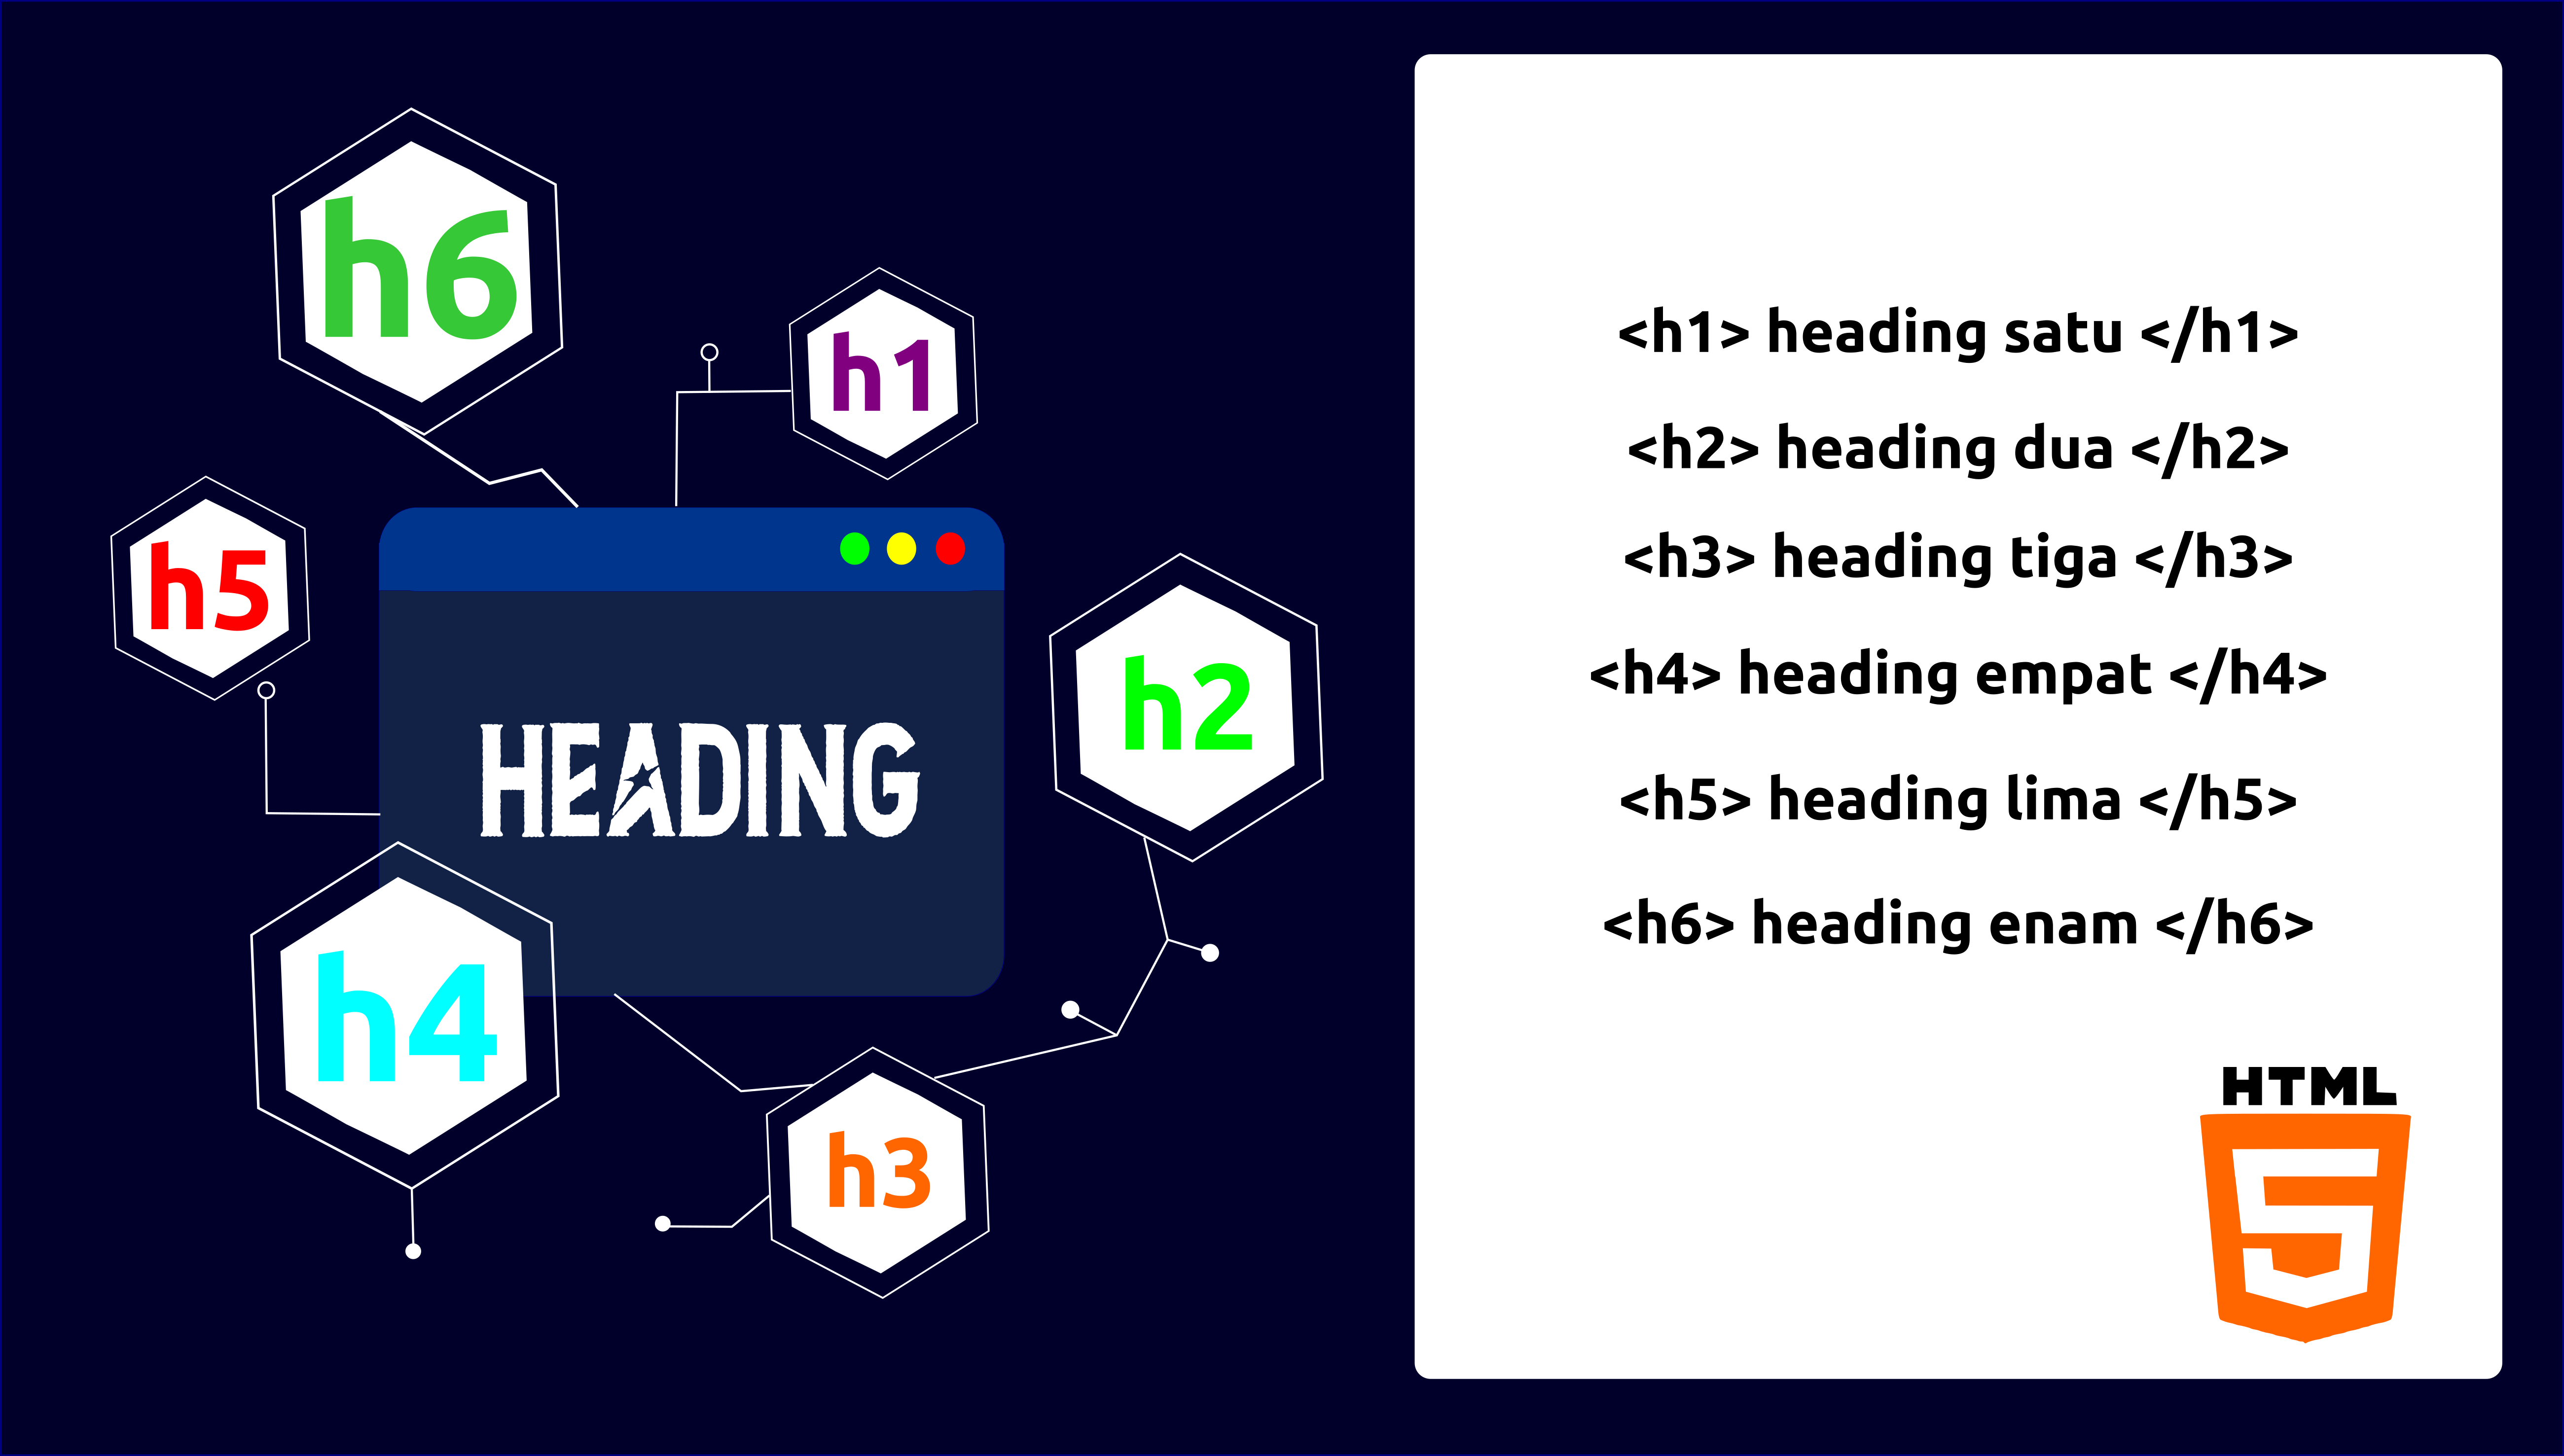 h6
h1
h5
h2
HEADING
h4
h3
<h1> heading satu </h1>
<h2> heading dua </h2>
<h3> heading tiga </h3>
<h4> heading empat </h4>
<h5> heading lima </h5>
<h6> heading enam </h6>
HTML
5